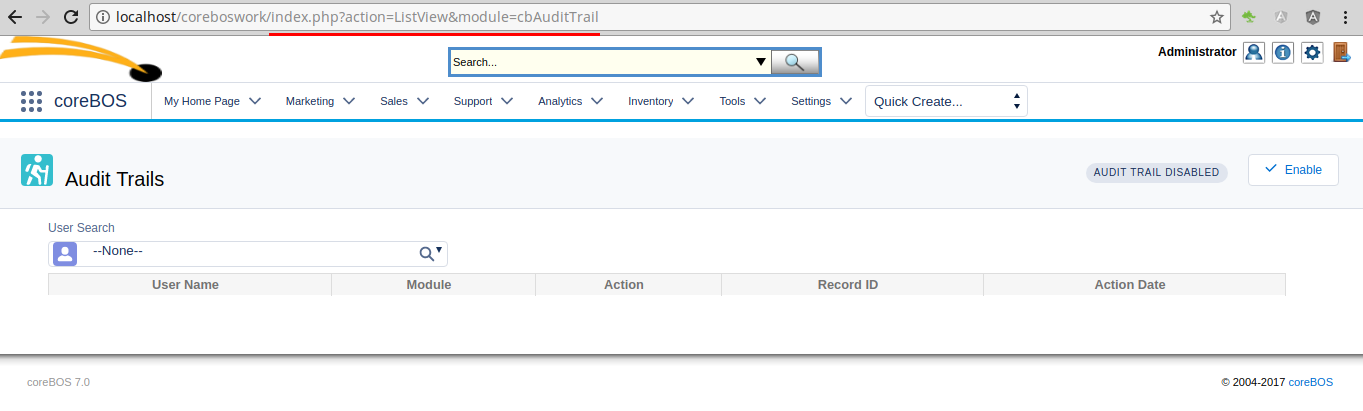 localhost/coreboswork/index.php?action=ListView&module=cbAuditTrail
Search...
Administrator
coreBOS My Home Page Marketing Sales Support Analytics Inventory Tools Settings Quick Create...
Audit Trails AUDIT TRAIL DISABLED Enable
User Search
--None--
User Name Module Action Record ID Action Date
coreBOS 7.0 © 2004-2017 coreBOS